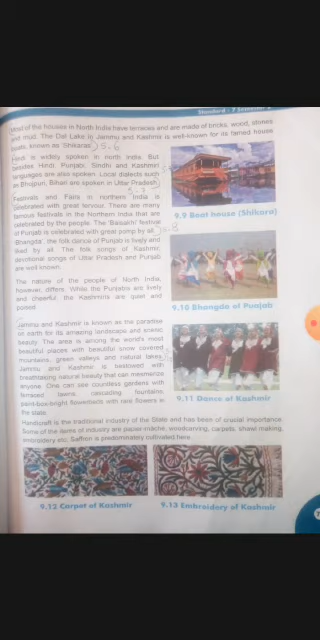 Standard - 7 Semester
Most of the houses in North India have terraces and are made of bricks, wood, stones
and mud. The Dal Lake in Jammu and Kashmir is well-known for its famed house
boats, known as 'Shikaras'. 5.6
Hindi is widely spoken in north India. But
besides Hindi, Punjabi, Sindhi and Kashmiri
languages are also spoken. Local dialects such
as Bhojpuri, Bihari are spoken in Uttar Pradesh.
Festivals and Fairs in northern India is
celebrated with great fervour. There are many
famous festivals in the Northern India that are
celebrated by the people. The 'Baisakhi' festival
of Punjab is celebrated with great pomp by all.
'Bhangda', the folk dance of Punjab is lively and
liked by all. The folk songs of Kashmir,
devotional songs of Uttar Pradesh and Punjab
are well known.
The nature of the people of North India,
however, differs. While the Punjabis are lively
and cheerful, the Kashmiris are quiet and
poised.
Jammu and Kashmir is known as the paradise
on earth for its amazing landscape and scenic
beauty. The area is among the world's most
beautiful places with beautiful snow covered
mountains, green valleys and natural lakes.
Jammu and Kashmir is bestowed with
breathtaking natural beauty that can mesmerize
anyone. One can see countless gardens with
terraced lawns, cascading fountains,
paint-box-bright flowerbeds with rare flowers in
the state.
9.9 Boat house (Shikara)
9.10 Bhangda of Punjab
9.11 Dance of Kashmir
Handicraft is the traditional industry of the State and has been of crucial importance.
Some of the items of industry are papier-mache, woodcarving, carpets, shawl making,
embroidery etc. Saffron is predominately cultivated here.
9.12 Carpet of Kashmir
9.13 Embroidery of Kashmir